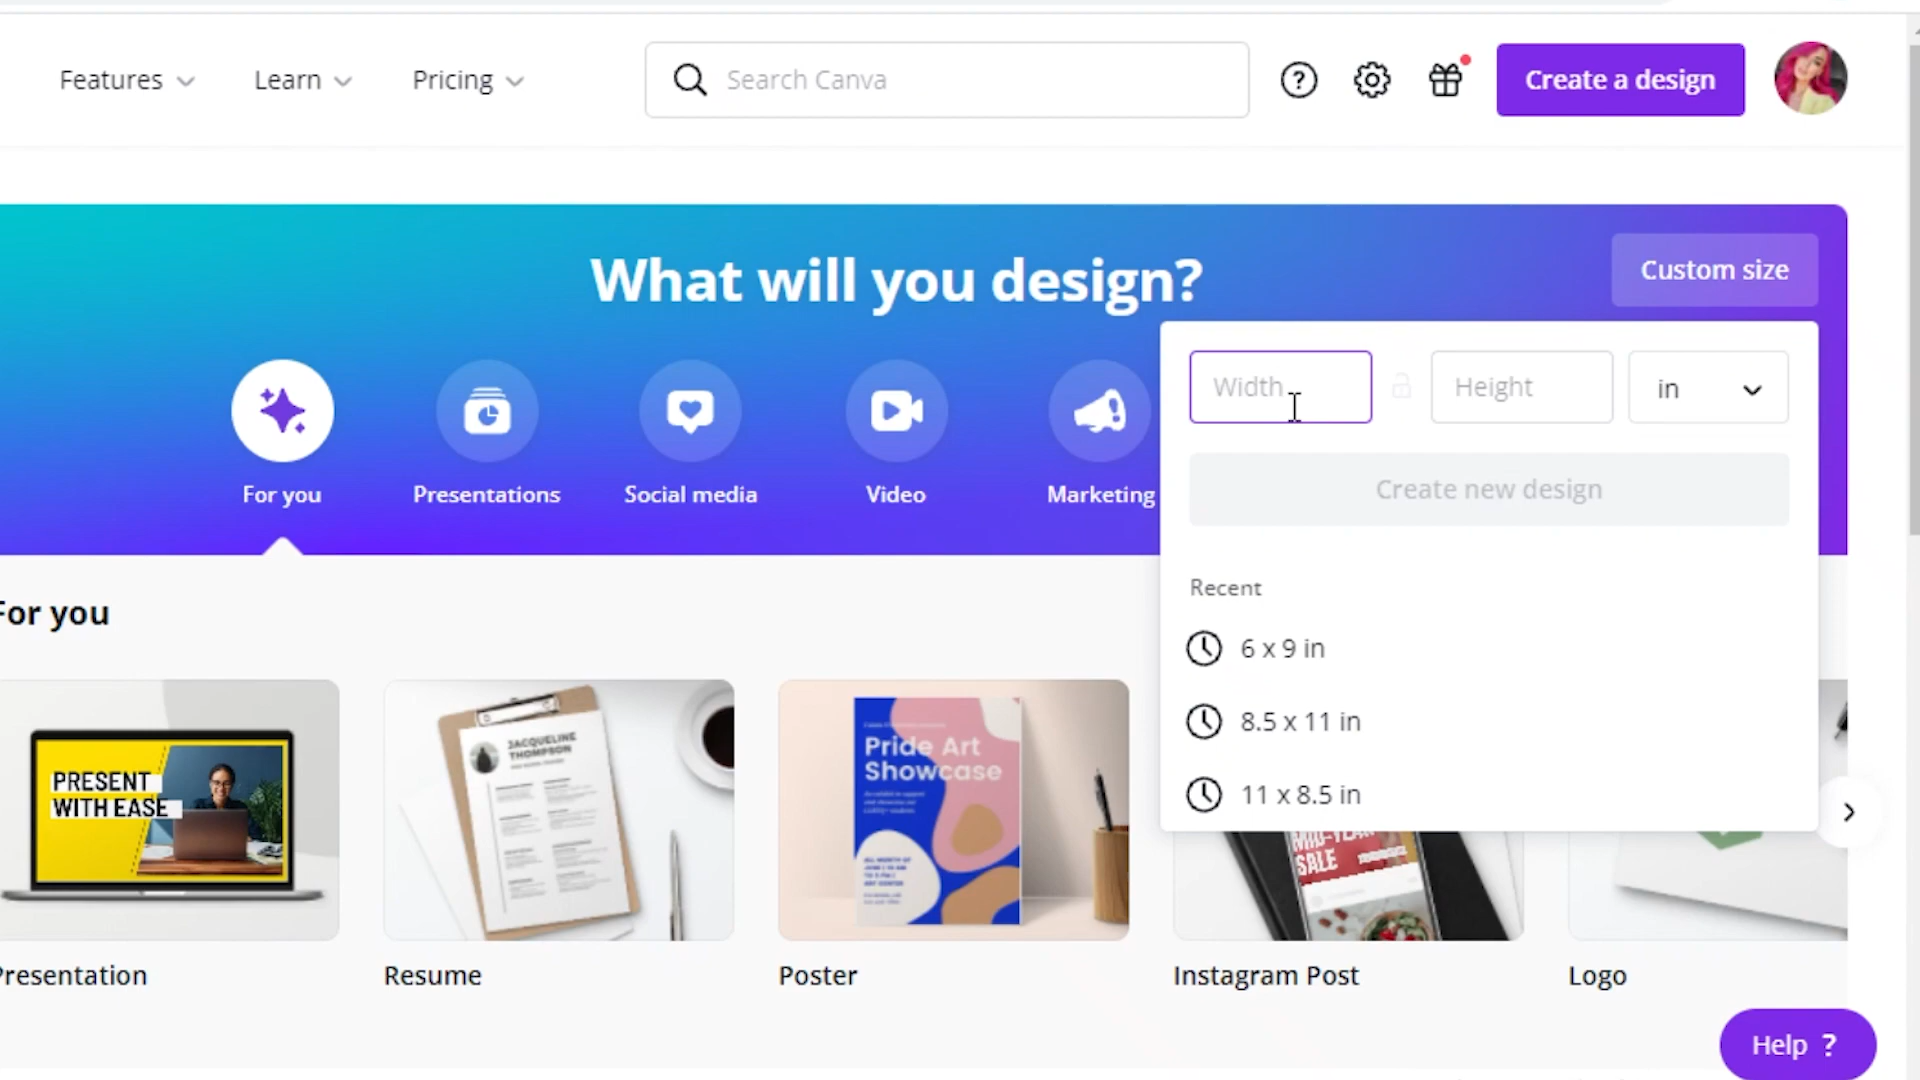 Features
Learn
Pricing
Search Canva
Create a design
What will you design?
Custom size
Width
Height
in
Create new design
For you
Presentations
Social media
Video
Marketing
Recent
6 x 9 in
8.5 x 11 in
11 x 8.5 in
For you
PRESENT
WITH EASE
JACQUELINE
THOMPSON
Pride Art
Showcase
MID-YEAR
SALE
Presentation
Resume
Poster
Instagram Post
Logo
Help ?